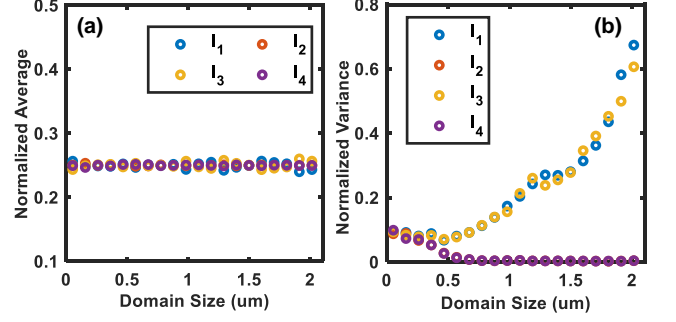 (a)
I1 I2
I3 I4
0.5
0.4
0.3
0.2
0.1
0 0.5 1 1.5 2
Normalized Average
Domain Size (um)
(b)
I1
I2
I3
I4
0.8
0.6
0.4
0.2
0
0 0.5 1 1.5 2
Normalized Variance
Domain Size (um)